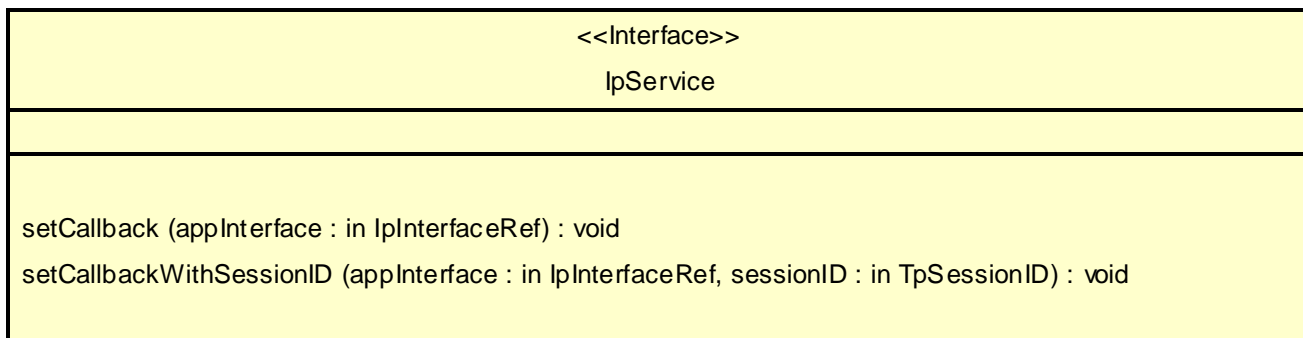 <<Interface>>
IpService
setCallback (appInterface : in IpInterfaceRef) : void
setCallbackWithSessionID (appInterface : in IpInterfaceRef, sessionID : in TpSessionID) : void